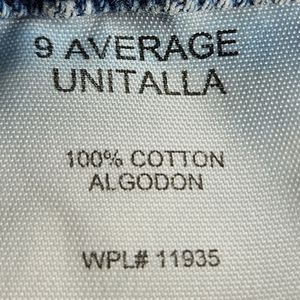 9 AVERAGE
UNITALLA
100% COTTON
ALGODON
WPL# 11935